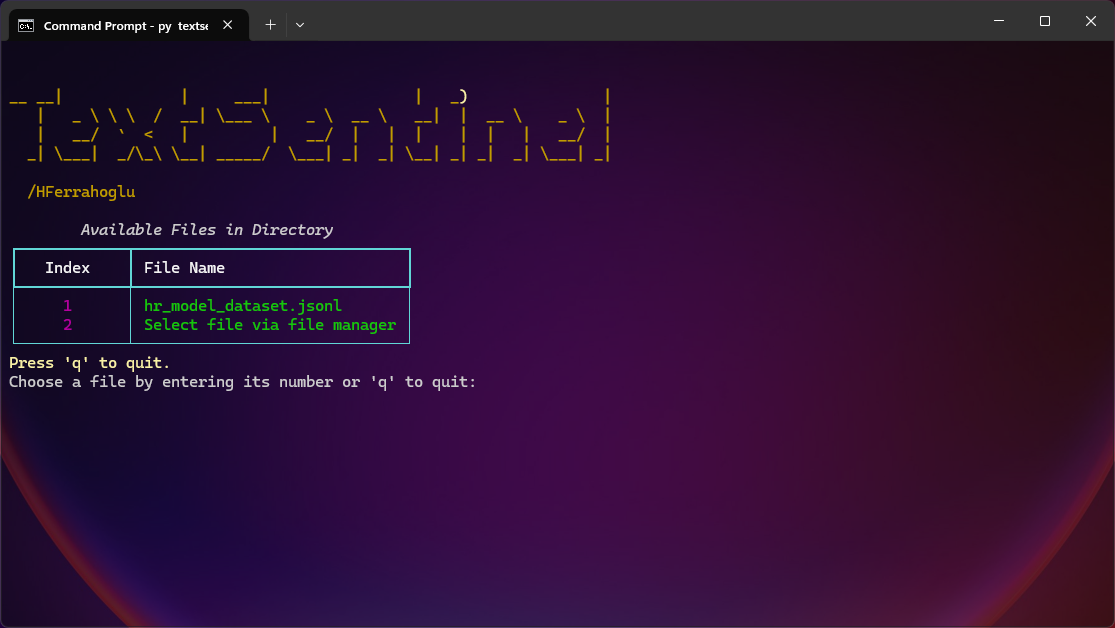 Command Prompt - py textse
TextSentinel
/HFerrahoglu
Available Files in Directory
Index File Name
1 hr_model_dataset.jsonl
2 Select file via file manager
Press 'q' to quit.
Choose a file by entering its number or 'q' to quit: